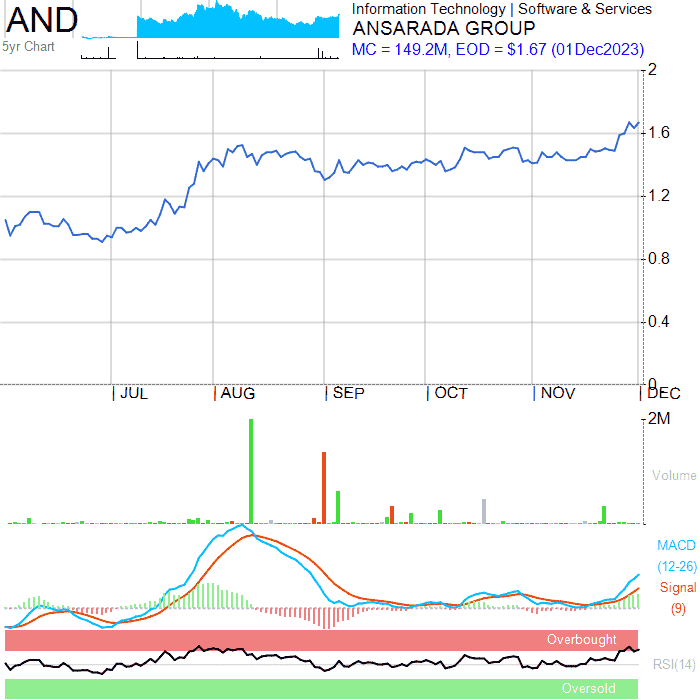 AND
5yr Chart
Information Technology | Software & Services
ANSARADA GROUP
MC = 149.2M, EOD = $1.67 (01Dec2023)
2
1.6
1.2
0.8
0.4
0
JUL AUG SEP OCT NOV DEC
2M
Volume
MACD
(12-26)
Signal
(9)
Overbought
RSI(14)
Oversold